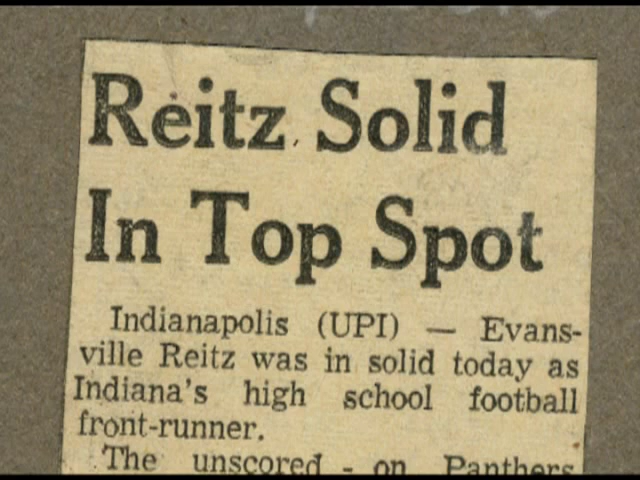 Reitz Solid
In Top Spot
Indianapolis (UPI) — Evans-
ville Reitz was in solid today as
Indiana's high school football
front-runner.
The unscored - on Panthers